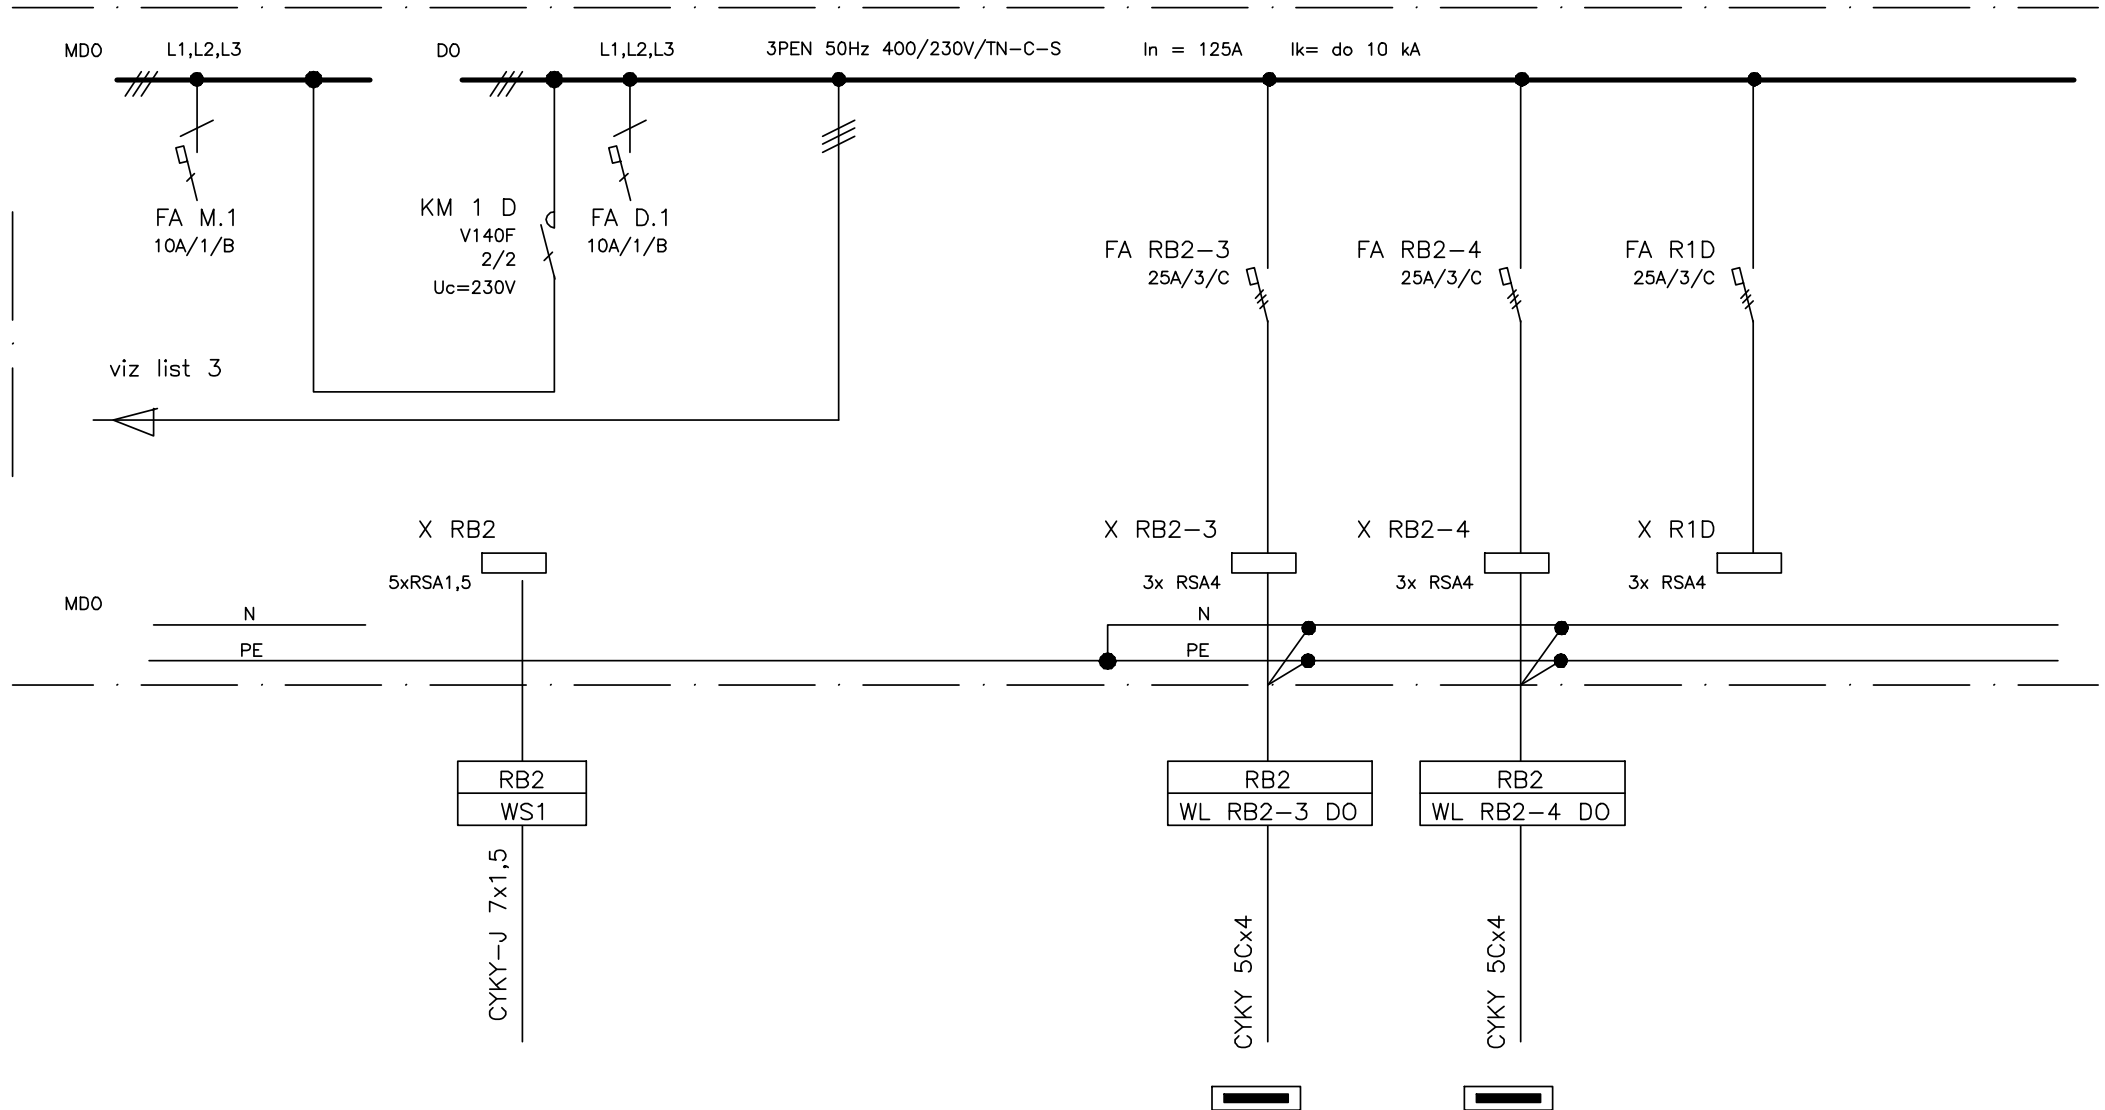 MDO
L1,L2,L3
DO
L1,L2,L3
3PEN 50Hz 400/230V/TN-C-S
In = 125A
Ik= do 10 kA
FA M.1
10A/1/B
KM 1 D
V140F
2/2
Uc=230V
FA D.1
10A/1/B
FA RB2-3
25A/3/C
FA RB2-4
25A/3/C
FA R1D
25A/3/C
viz list 3
X RB2
5xRSA1,5
X RB2-3
3x RSA4
X RB2-4
3x RSA4
X R1D
3x RSA4
MDO
N
N
PE
PE
RB2
WS1
RB2
WL RB2-3 DO
RB2
WL RB2-4 DO
CYKY-J 7x1,5
CYKY 5Cx4
CYKY 5Cx4